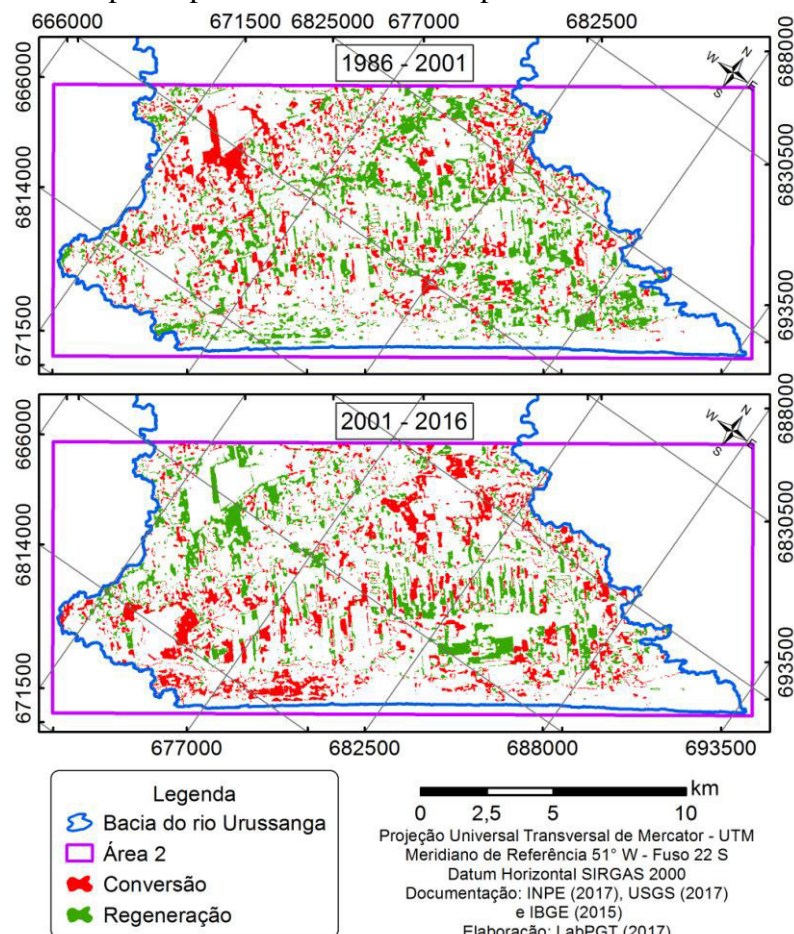 666000 671500 6825000 677000 682500
688000
666000
1986 - 2001
N
W
E
S
6814000
6830500
671500
693500
2001 - 2016
N
W
E
S
688000
666000
6814000
6830500
671500
693500
677000 682500 688000 693500
Legenda
Bacia do rio Urussanga
Área 2
Conversão
Regeneração
km
0 2,5 5 10
Projeção Universal Transversal de Mercator - UTM
Meridiano de Referência 51° W - Fuso 22 S
Datum Horizontal SIRGAS 2000
Documentação: INPE (2017), USGS (2017)
e IBGE (2015)
Elaboração: LabPGT (2017)